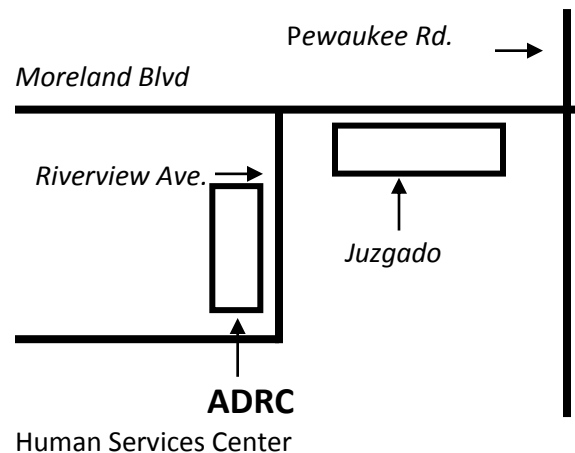 Pewaukee Rd.
Moreland Blvd
Riverview Ave.
Juzgado
ADRC
Human Services Center